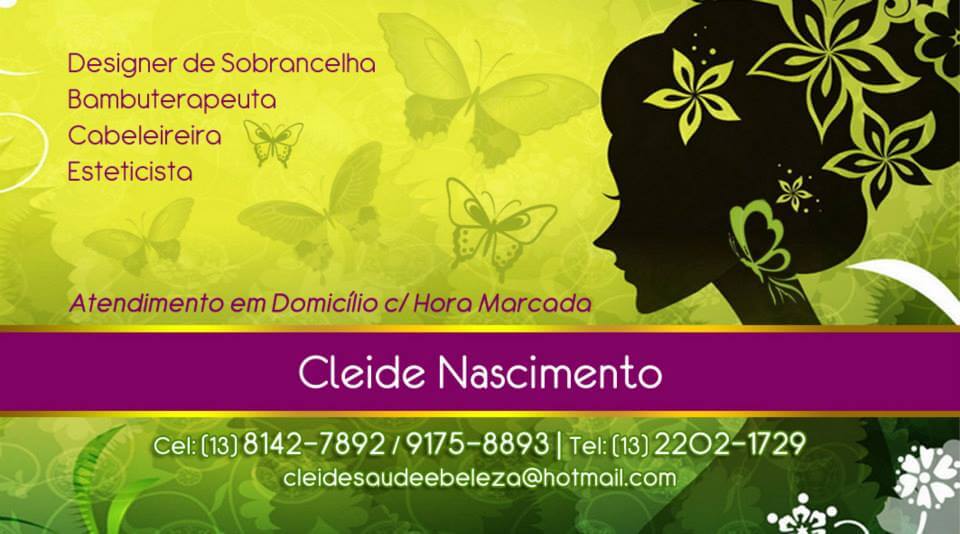 Designer de Sobrancelha
Bambuterapeuta
Cabeleireira
Esteticista
Atendimento em Domicílio c/ Hora Marcada
Cleide Nascimento
Cel: (13) 8142-7892 / 9175-8893 | Tel: (13) 2202-1729
cleidesaudeebeleza@hotmail.com